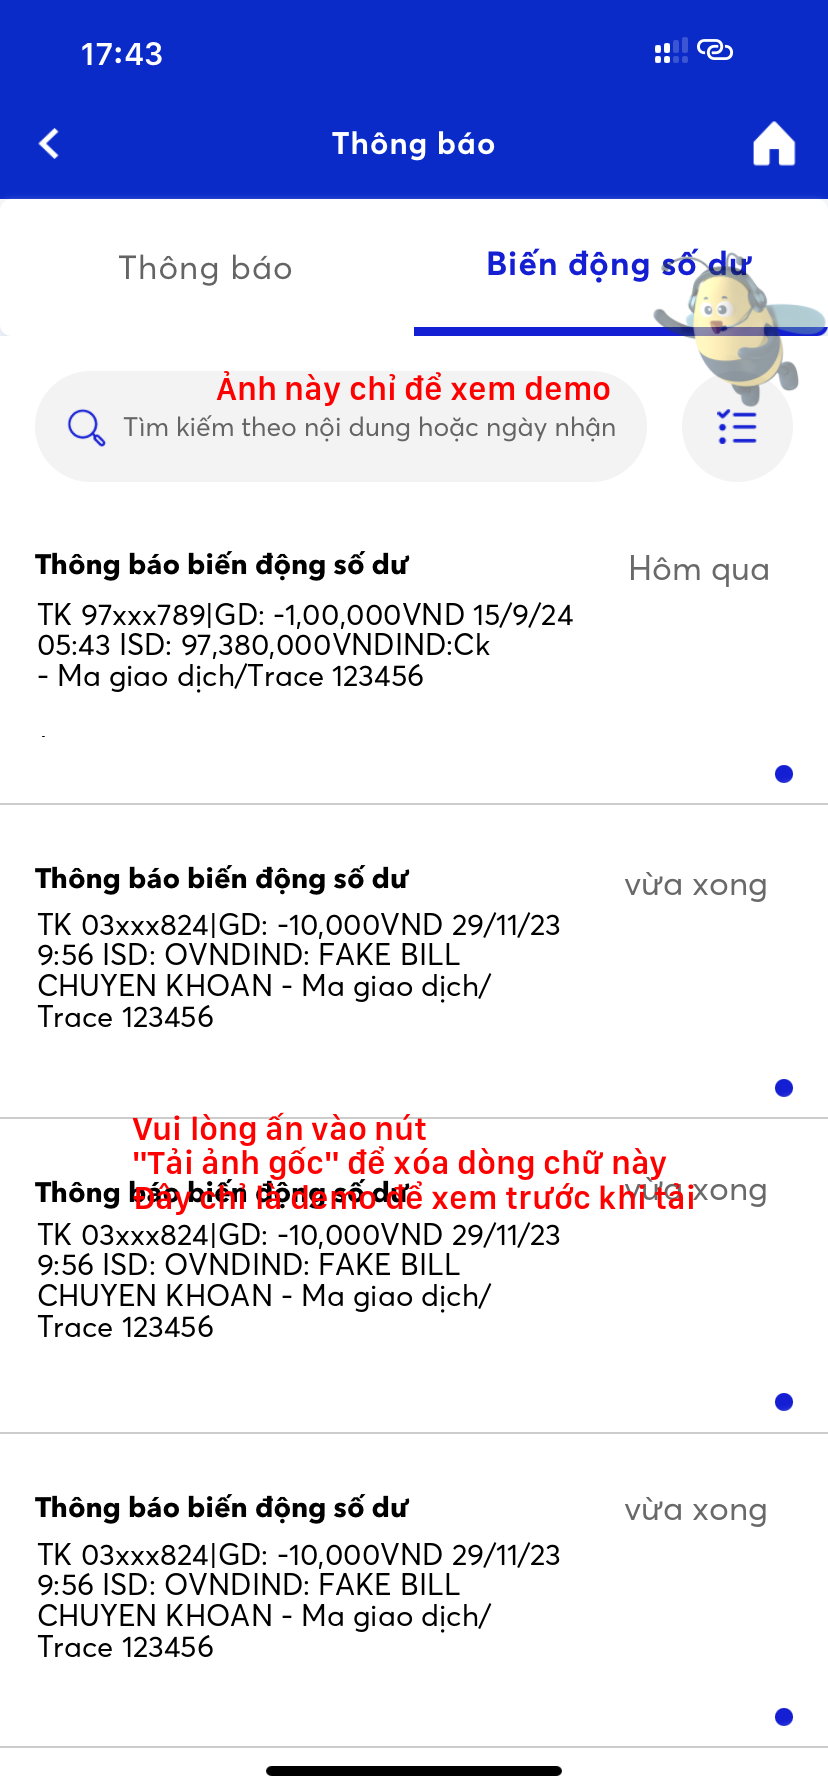 17:43
Thông báo
Thông báo
Biến động số dư
Ảnh này chỉ để xem demo
Tìm kiếm theo nội dung hoặc ngày nhận
Thông báo biến động số dư
Hôm qua
TK 97xxx789|GD: -1,00,000VND 15/9/24
05:43 ISD: 97,380,000VNDIND:Ck
- Ma giao dịch/Trace 123456
Thông báo biến động số dư
vừa xong
TK 03xxx824|GD: -10,000VND 29/11/23
9:56 ISD: OVNDIND: FAKE BILL
CHUYEN KHOAN - Ma giao dịch/
Trace 123456
Vui lòng ấn vào nút
"Tải ảnh gốc" để xóa dòng chữ này
Đây chỉ là demo để xem trước khi tải
Thông báo biến động số dư
vừa xong
TK 03xxx824|GD: -10,000VND 29/11/23
9:56 ISD: OVNDIND: FAKE BILL
CHUYEN KHOAN - Ma giao dịch/
Trace 123456
Thông báo biến động số dư
vừa xong
TK 03xxx824|GD: -10,000VND 29/11/23
9:56 ISD: OVNDIND: FAKE BILL
CHUYEN KHOAN - Ma giao dịch/
Trace 123456